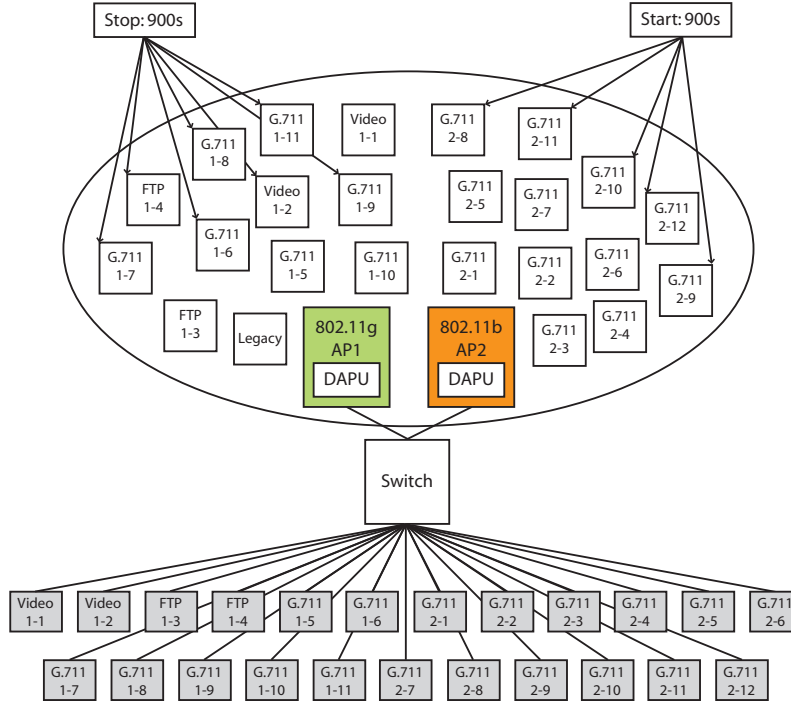 Stop: 900s
Start: 900s
G.711
1-11
Video
1-1
G.711
2-8
G.711
2-11
G.711
1-8
G.711
2-10
FTP
1-4
Video
1-2
G.711
1-9
G.711
2-5
G.711
2-7
G.711
2-12
G.711
1-6
G.711
1-7
G.711
1-5
G.711
1-10
G.711
2-1
G.711
2-2
G.711
2-6
G.711
2-9
FTP
1-3
Legacy
802.11g
AP1
DAPU
802.11b
AP2
DAPU
G.711
2-3
G.711
2-4
Switch
Video
1-1
Video
1-2
FTP
1-3
FTP
1-4
G.711
1-5
G.711
1-6
G.711
2-1
G.711
2-2
G.711
2-3
G.711
2-4
G.711
2-5
G.711
2-6
G.711
1-7
G.711
1-8
G.711
1-9
G.711
1-10
G.711
1-11
G.711
2-7
G.711
2-8
G.711
2-9
G.711
2-10
G.711
2-11
G.711
2-12